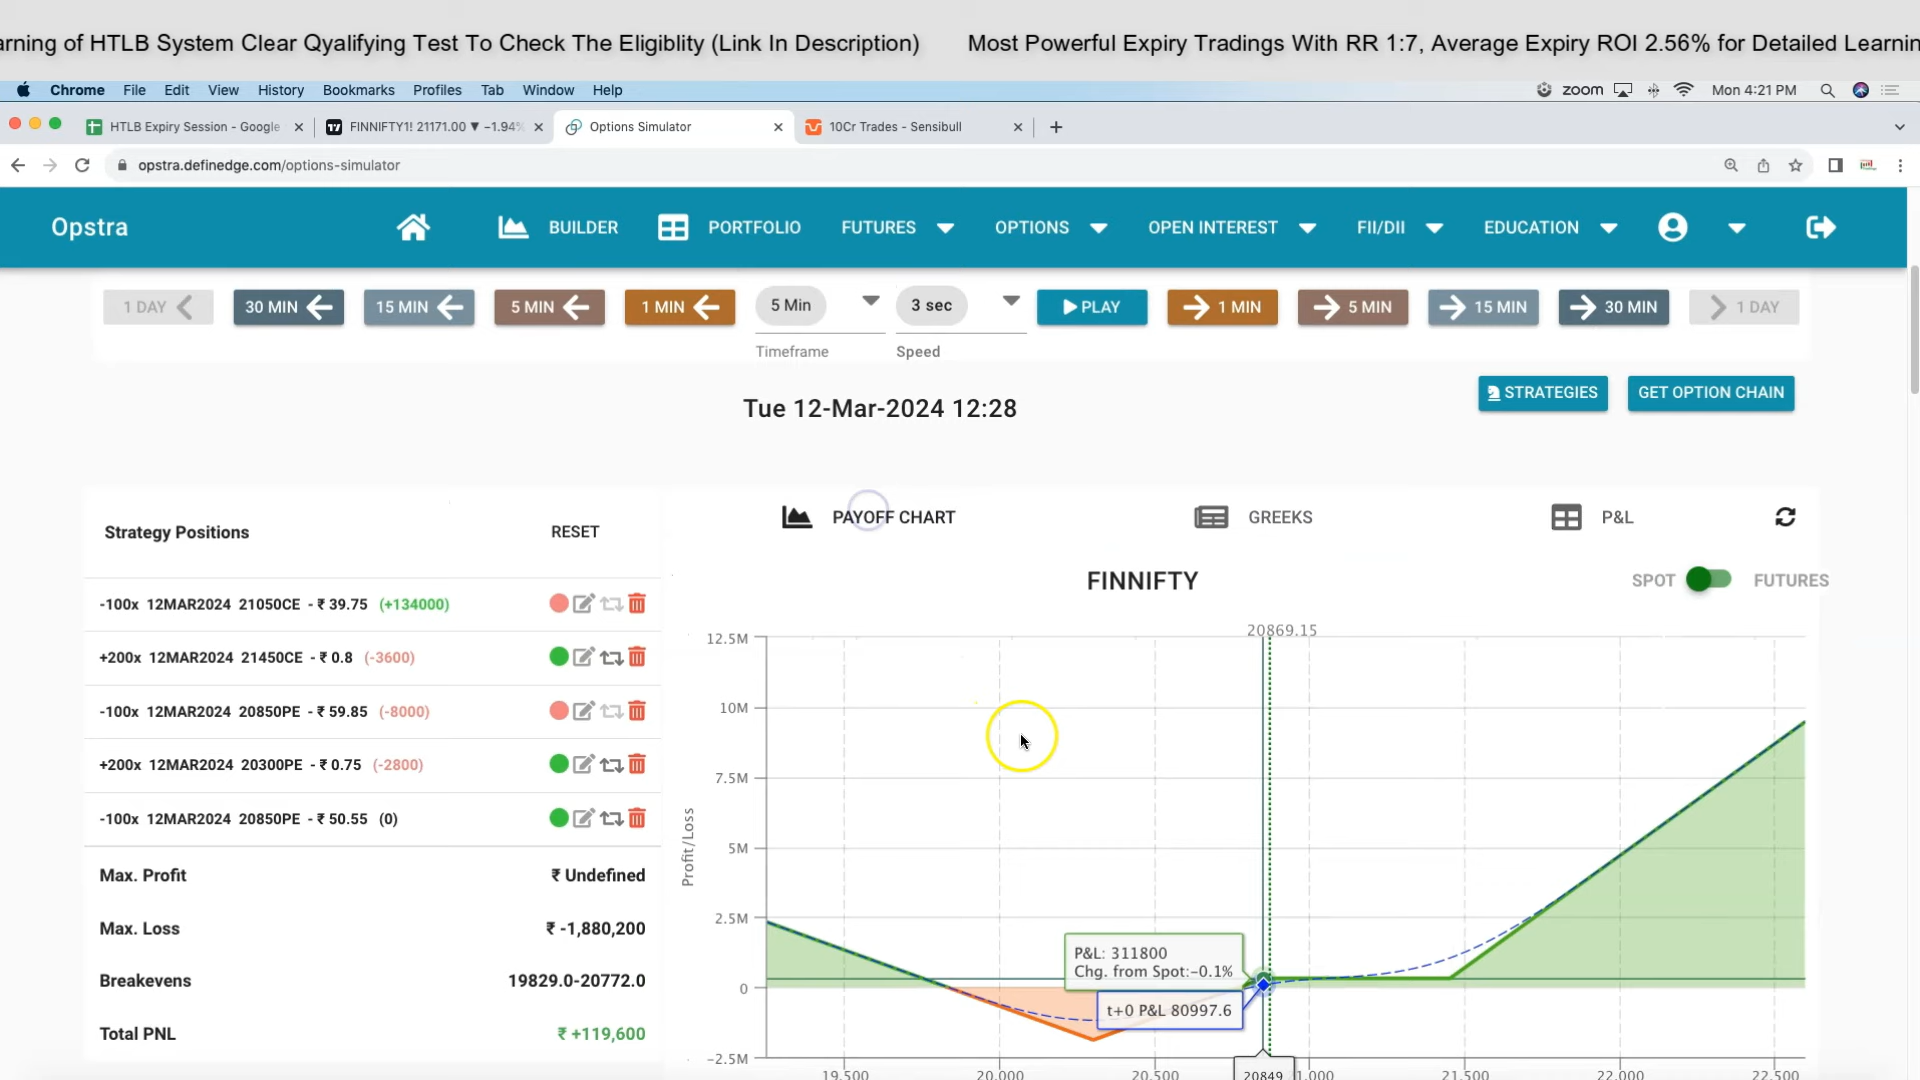 arning of HTLB System Clear Qyalifying Test To Check The Eligiblity (Link In Description) Most Powerful Expiry Tradings With RR 1:7, Average Expiry ROI 2.56% for Detailed Learnin
Chrome File Edit View History Bookmarks Profiles Tab Window Help zoom Mon 4:21 PM
HTLB Expiry Session - Google FINNIFTY1! 21171.00 ▼ −1.94% Options Simulator 10Cr Trades - Sensibull
opstra.definedge.com/options-simulator
Opstra BUILDER PORTFOLIO FUTURES OPTIONS OPEN INTEREST FII/DII EDUCATION
1 DAY 30 MIN 15 MIN 5 MIN 1 MIN 5 Min 3 sec PLAY 1 MIN 5 MIN 15 MIN 30 MIN 1 DAY
Timeframe Speed
Tue 12-Mar-2024 12:28
STRATEGIES GET OPTION CHAIN
Strategy Positions RESET
PAYOFF CHART GREEKS P&L
FINNIFTY
SPOT FUTURES
-100x 12MAR2024 21050CE - ₹ 39.75 (+134000)
+200x 12MAR2024 21450CE - ₹ 0.8 (-3600)
-100x 12MAR2024 20850PE - ₹ 59.85 (-8000)
+200x 12MAR2024 20300PE - ₹ 0.75 (-2800)
-100x 12MAR2024 20850PE - ₹ 50.55 (0)
Max. Profit ₹ Undefined
Max. Loss ₹ -1,880,200
Breakevens 19829.0-20772.0
Total PNL ₹ +119,600
20869.15
12.5M
10M
7.5M
5M
2.5M
0
−2.5M
Profit/Loss
P&L: 311800
Chg. from Spot:−0.1%
t+0 P&L 80997.6
19,500 20,000 20,500 20849 1,000 21,500 22,000 22,500